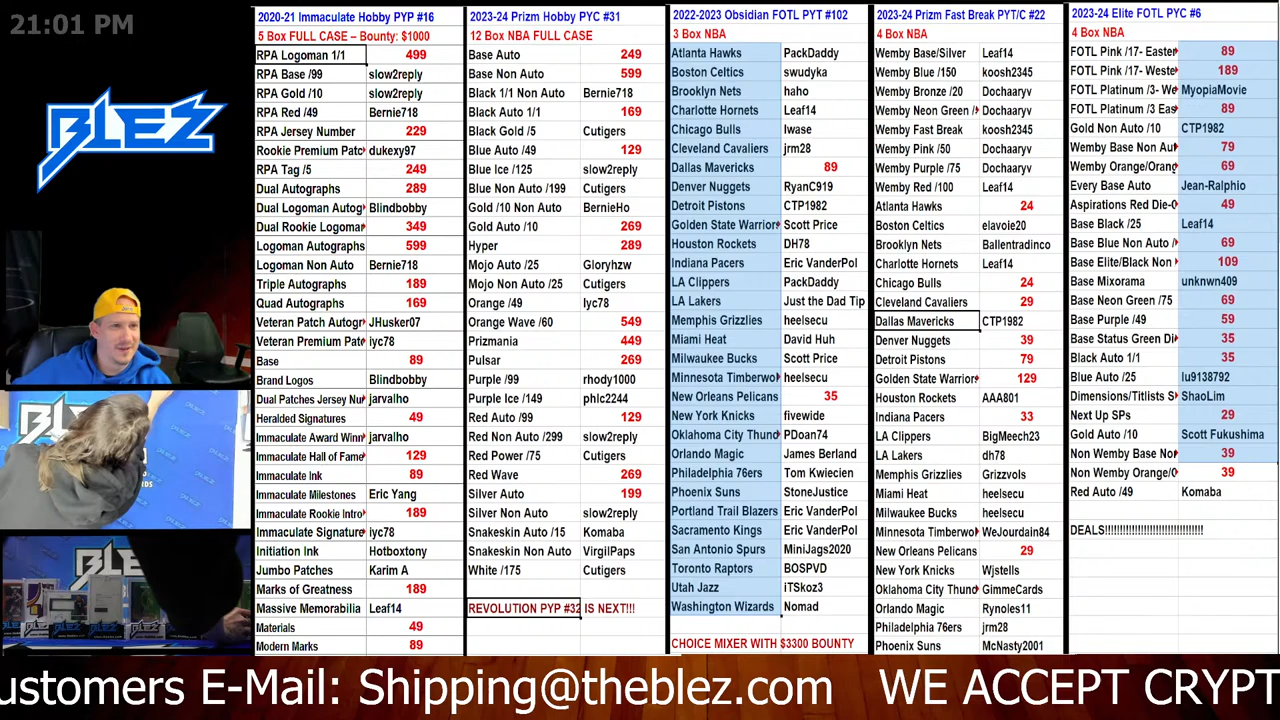 21:01 PM
BLEZ
2020-21 Immaculate Hobby PYP #16
5 Box FULL CASE – Bounty: $1000
RPA Logoman 1/1 499
RPA Base /99 slow2reply
RPA Gold /10 slow2reply
RPA Red /49 Bernie718
RPA Jersey Number 229
Rookie Premium Patc dukexy97
RPA Tag /5 249
Dual Autographs 289
Dual Logoman Autog Blindbobby
Dual Rookie Logoma 349
Logoman Autographs 599
Logoman Non Auto Bernie718
Triple Autographs 189
Quad Autographs 169
Veteran Patch Autogr JHusker07
Veteran Premium Pat iyc78
Base 89
Brand Logos Blindbobby
Dual Patches Jersey Nu jarvalho
Heralded Signatures 49
Immaculate Award Winn jarvalho
Immaculate Hall of Fame 129
Immaculate Ink 89
Immaculate Milestones Eric Yang
Immaculate Rookie Intro 189
Immaculate Signature iyc78
Initiation Ink Hotboxtony
Jumbo Patches Karim A
Marks of Greatness 189
Massive Memorabilia Leaf14
Materials 49
Modern Marks 89
2023-24 Prizm Hobby PYC #31
12 Box NBA FULL CASE
Base Auto 249
Base Non Auto 599
Black 1/1 Non Auto Bernie718
Black Auto 1/1 169
Black Gold /5 Cutigers
Blue Auto /49 129
Blue Ice /125 slow2reply
Blue Non Auto /199 Cutigers
Gold /10 Non Auto BernieHo
Gold Auto /10 269
Hyper 289
Mojo Auto /25 Gloryhzw
Mojo Non Auto /25 Cutigers
Orange /49 lyc78
Orange Wave /60 549
Prizmania 449
Pulsar 269
Purple /99 rhody1000
Purple Ice /149 phlc2244
Red Auto /99 129
Red Non Auto /299 slow2reply
Red Power /75 Cutigers
Red Wave 269
Silver Auto 199
Silver Non Auto slow2reply
Snakeskin Auto /15 Komaba
Snakeskin Non Auto VirgilPaps
White /175 Cutigers
REVOLUTION PYP #32 IS NEXT!!!
2022-2023 Obsidian FOTL PYT #102
3 Box NBA
Atlanta Hawks PackDaddy
Boston Celtics swudyka
Brooklyn Nets haho
Charlotte Hornets Leaf14
Chicago Bulls Iwase
Cleveland Cavaliers jrm28
Dallas Mavericks 89
Denver Nuggets RyanC919
Detroit Pistons CTP1982
Golden State Warrior Scott Price
Houston Rockets DH78
Indiana Pacers Eric VanderPol
LA Clippers PackDaddy
LA Lakers Just the Dad Tip
Memphis Grizzlies heelsecu
Miami Heat David Huh
Milwaukee Bucks Scott Price
Minnesota Timberwo heelsecu
New Orleans Pelicans 35
New York Knicks fivewide
Oklahoma City Thund PDoan74
Orlando Magic James Berland
Philadelphia 76ers Tom Kwiecien
Phoenix Suns StoneJustice
Portland Trail Blazers Eric VanderPol
Sacramento Kings Eric VanderPol
San Antonio Spurs MiniJags2020
Toronto Raptors BOSPVD
Utah Jazz iTSkoz3
Washington Wizards Nomad
CHOICE MIXER WITH $3300 BOUNTY
2023-24 Prizm Fast Break PYT/C #22
4 Box NBA
Wemby Base/Silver Leaf14
Wemby Blue /150 koosh2345
Wemby Bronze /20 Docharyv
Wemby Neon Green / Docharyv
Wemby Fast Break koosh2345
Wemby Pink /50 Docharyv
Wemby Purple /75 Docharyv
Wemby Red /100 Leaf14
Atlanta Hawks 24
Boston Celtics elavoie20
Brooklyn Nets Ballentradinco
Charlotte Hornets Leaf14
Chicago Bulls 24
Cleveland Cavaliers 29
Dallas Mavericks CTP1982
Denver Nuggets 39
Detroit Pistons 79
Golden State Warrior 129
Houston Rockets AAA801
Indiana Pacers 33
LA Clippers BigMeech23
LA Lakers dh78
Memphis Grizzlies Grizzvols
Miami Heat heelsecu
Milwaukee Bucks heelsecu
Minnesota Timberwo WeJourdain84
New Orleans Pelicans 29
New York Knicks Wjstells
Oklahoma City Thund GimmeCards
Orlando Magic Rynoles11
Philadelphia 76ers jrm28
Phoenix Suns McNasty2001
2023-24 Elite FOTL PYC #6
4 Box NBA
FOTL Pink /17- Easter 89
FOTL Pink /17- Weste 189
FOTL Platinum /3- We MyopiaMovie
FOTL Platinum /3 Eas 89
Gold Non Auto /10 CTP1982
Wemby Base Non Au 79
Wemby Orange/Orang 69
Every Base Auto Jean-Ralphio
Aspirations Red Die-C 49
Base Black /25 Leaf14
Base Blue Non Auto / 69
Base Elite/Black Non 109
Base Mixorama unknwn409
Base Neon Green /75 69
Base Purple /49 59
Base Status Green Di 35
Black Auto 1/1 35
Blue Auto /25 lu9138792
Dimensions/Titlists S ShaoLim
Next Up SPs 29
Gold Auto /10 Scott Fukushima
Non Wemby Base No 39
Non Wemby Orange/O 39
Red Auto /49 Komaba
DEALS!!!!!!!!!!!!!!!!!!!!!!!!!!!!!!!!!
ustomers E-Mail: Shipping@theblez.com WE ACCEPT CRYPT